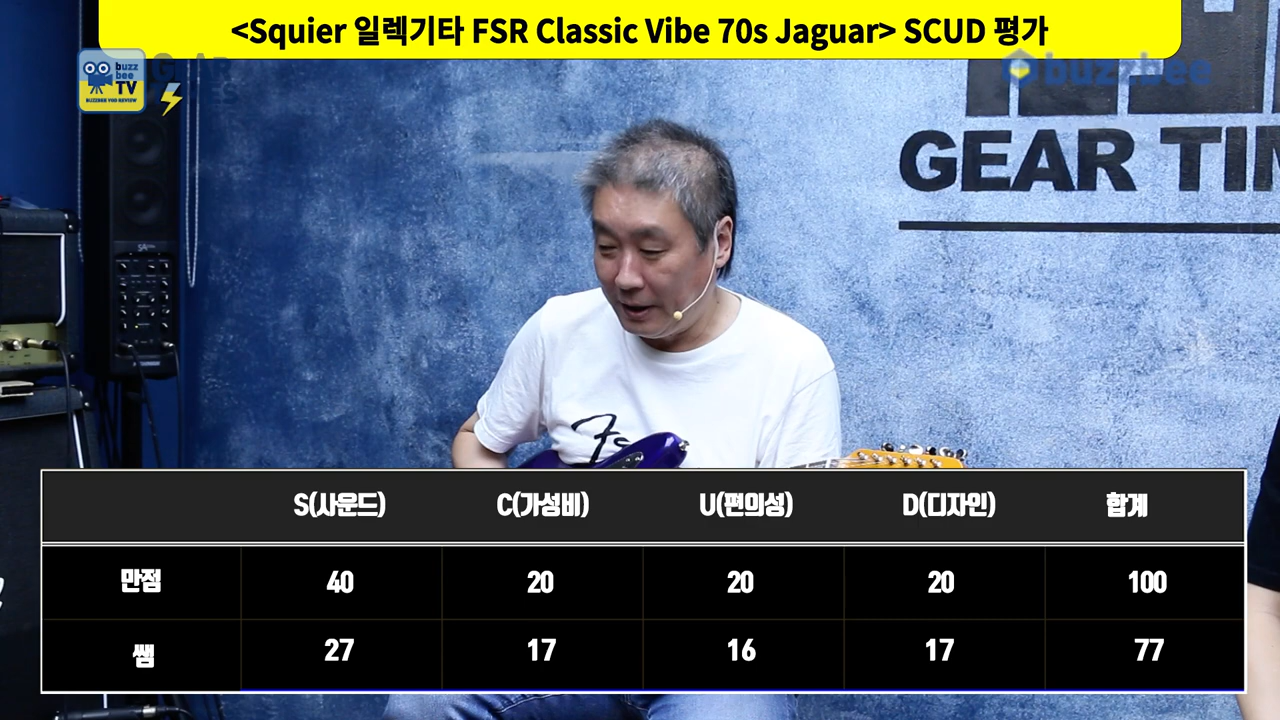 <Squier 일렉기타 FSR Classic Vibe 70s Jaguar> SCUD 평가
buzz
bee
TV
BUZZBEE VOD REVIEW
buzzbee
GEAR TIM
S(사운드) C(가성비) U(편의성) D(디자인) 합계
만점 40 20 20 20 100
쌤 27 17 16 17 77